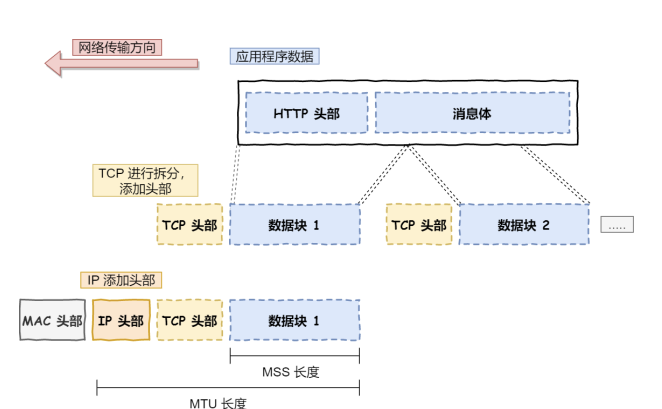 网络传输方向
应用程序数据
HTTP 头部
消息体
TCP 进行拆分，
添加头部
TCP 头部
数据块 1
TCP 头部
数据块 2
.....
IP 添加头部
MAC 头部
IP 头部
TCP 头部
数据块 1
MSS 长度
MTU 长度